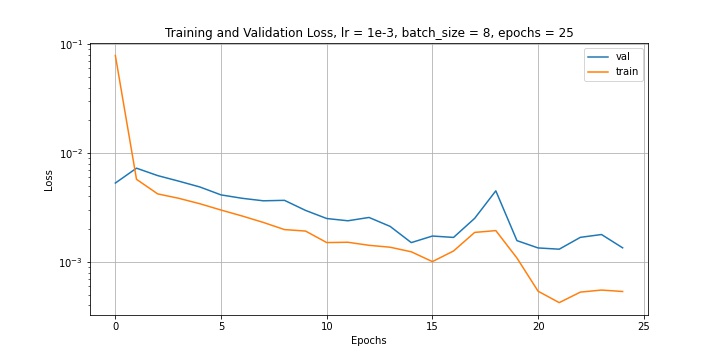 Training and Validation Loss, lr = 1e-3, batch_size = 8, epochs = 25
val
train
Loss
10⁻¹
10⁻²
10⁻³
0 5 10 15 20 25
Epochs